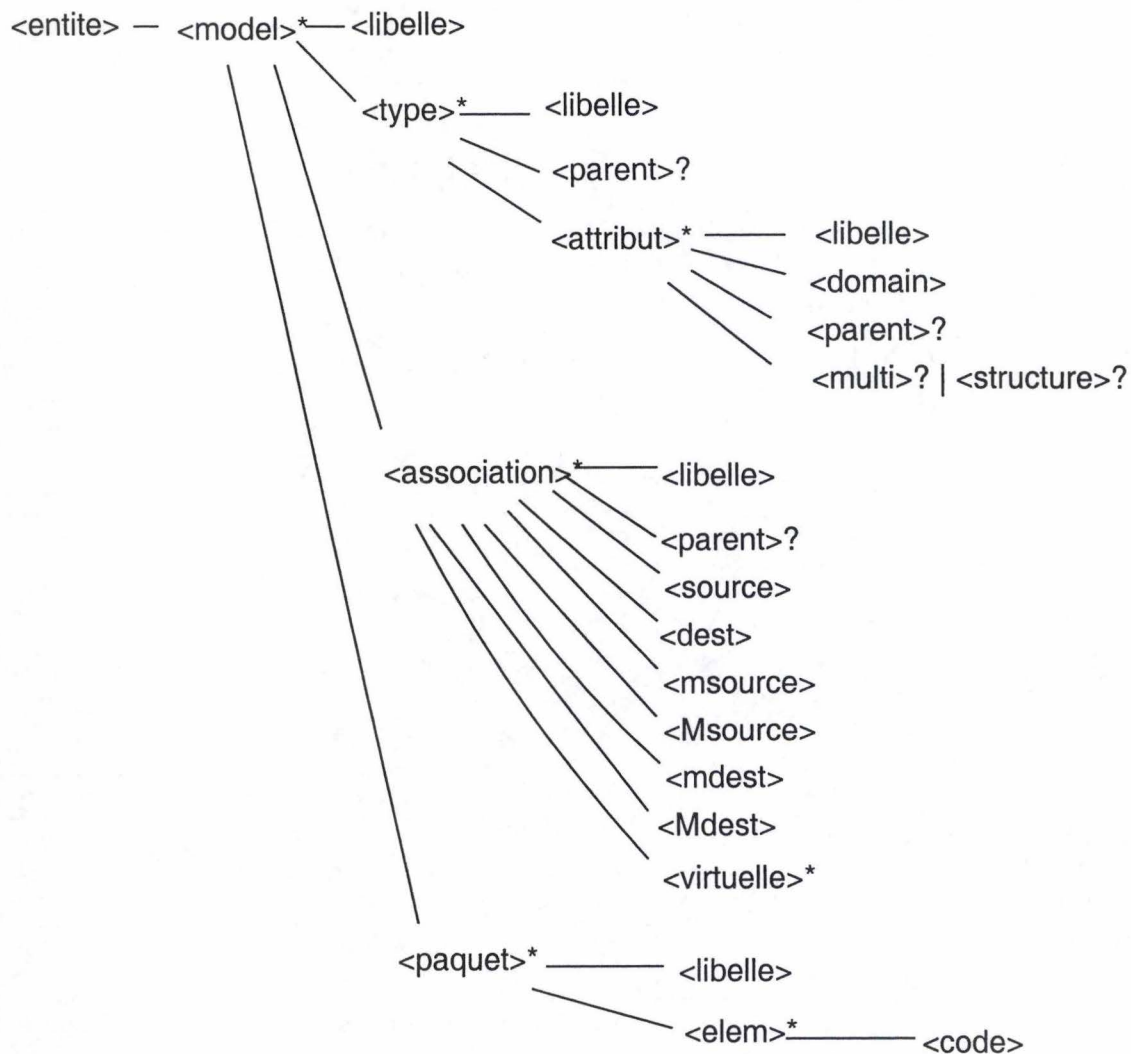 <entite> <model>* <libelle>
<type>* <libelle>
<parent>?
<attribut>* <libelle>
<domain>
<parent>?
<multi>? | <structure>?
<association>* <libelle>
<parent>?
<source>
<dest>
<msource>
<Msource>
<mdest>
<Mdest>
<virtuelle>*
<paquet>* <libelle>
<elem>* <code>